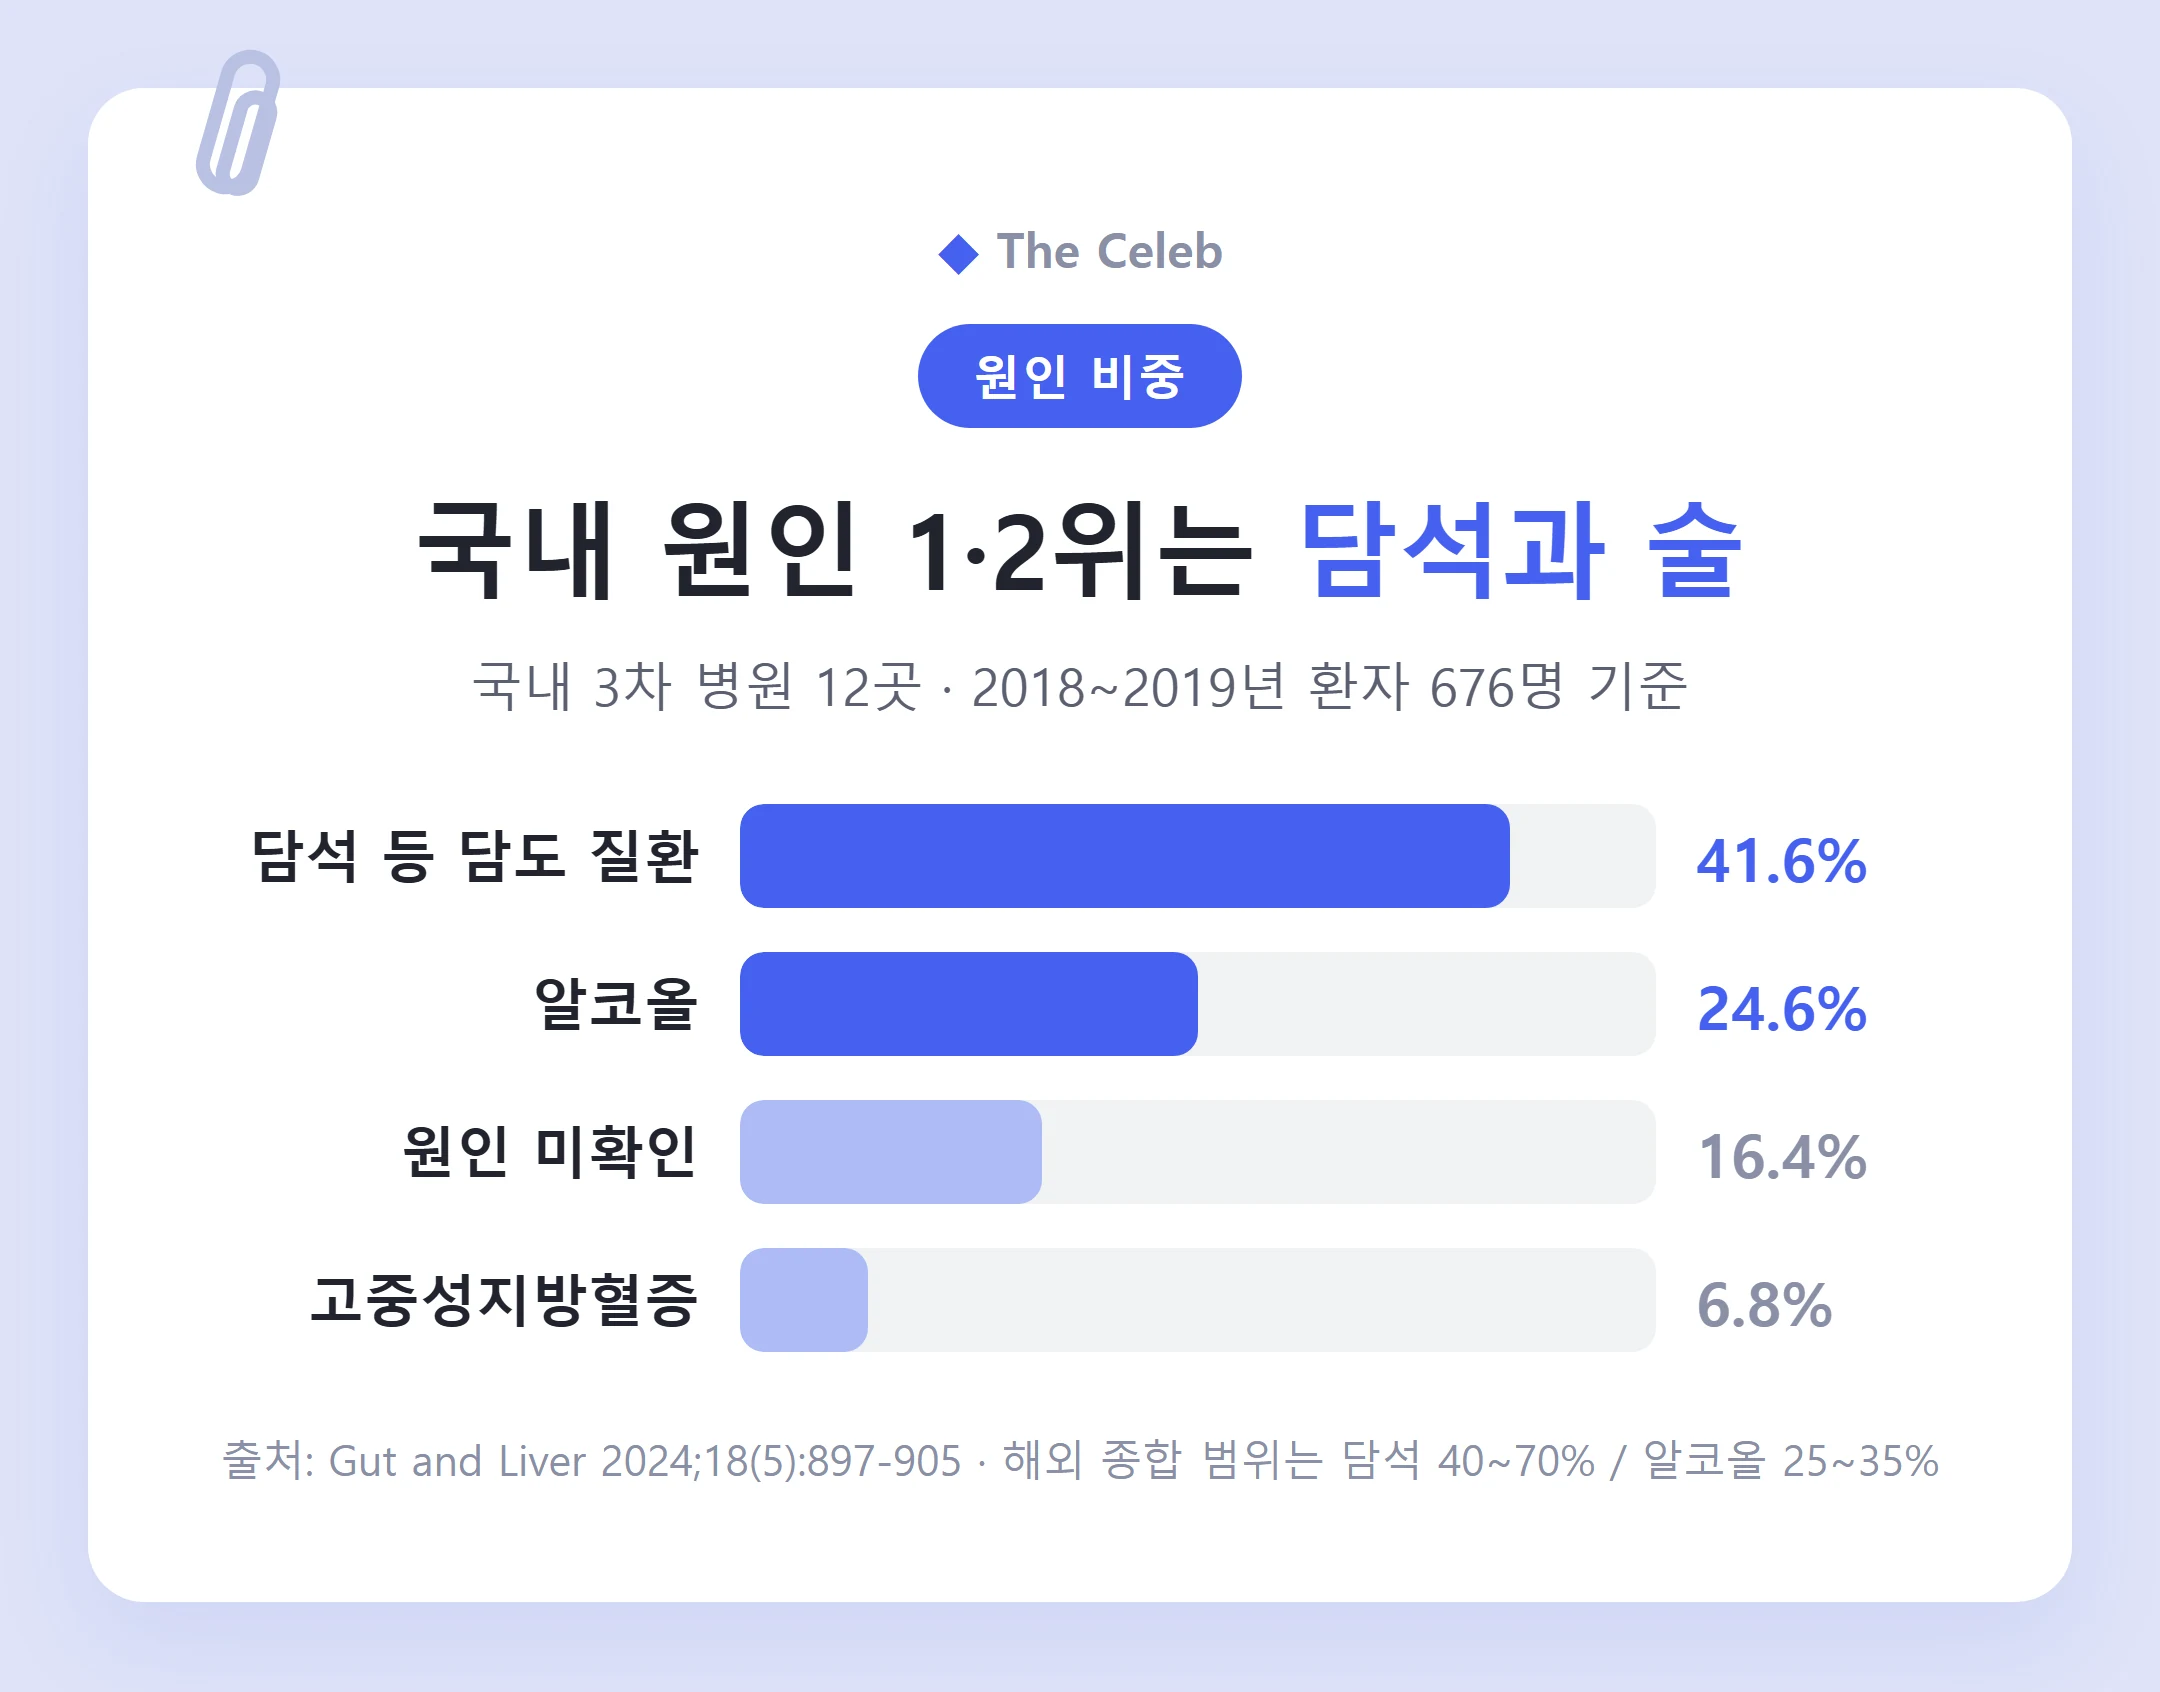 The Celeb
원인 비중
국내 원인 1·2위는 담석과 술
국내 3차 병원 12곳 · 2018~2019년 환자 676명 기준
담석 등 담도 질환 41.6%
알코올 24.6%
원인 미확인 16.4%
고중성지방혈증 6.8%
출처: Gut and Liver 2024;18(5):897-905 · 해외 종합 범위는 담석 40~70% / 알코올 25~35%